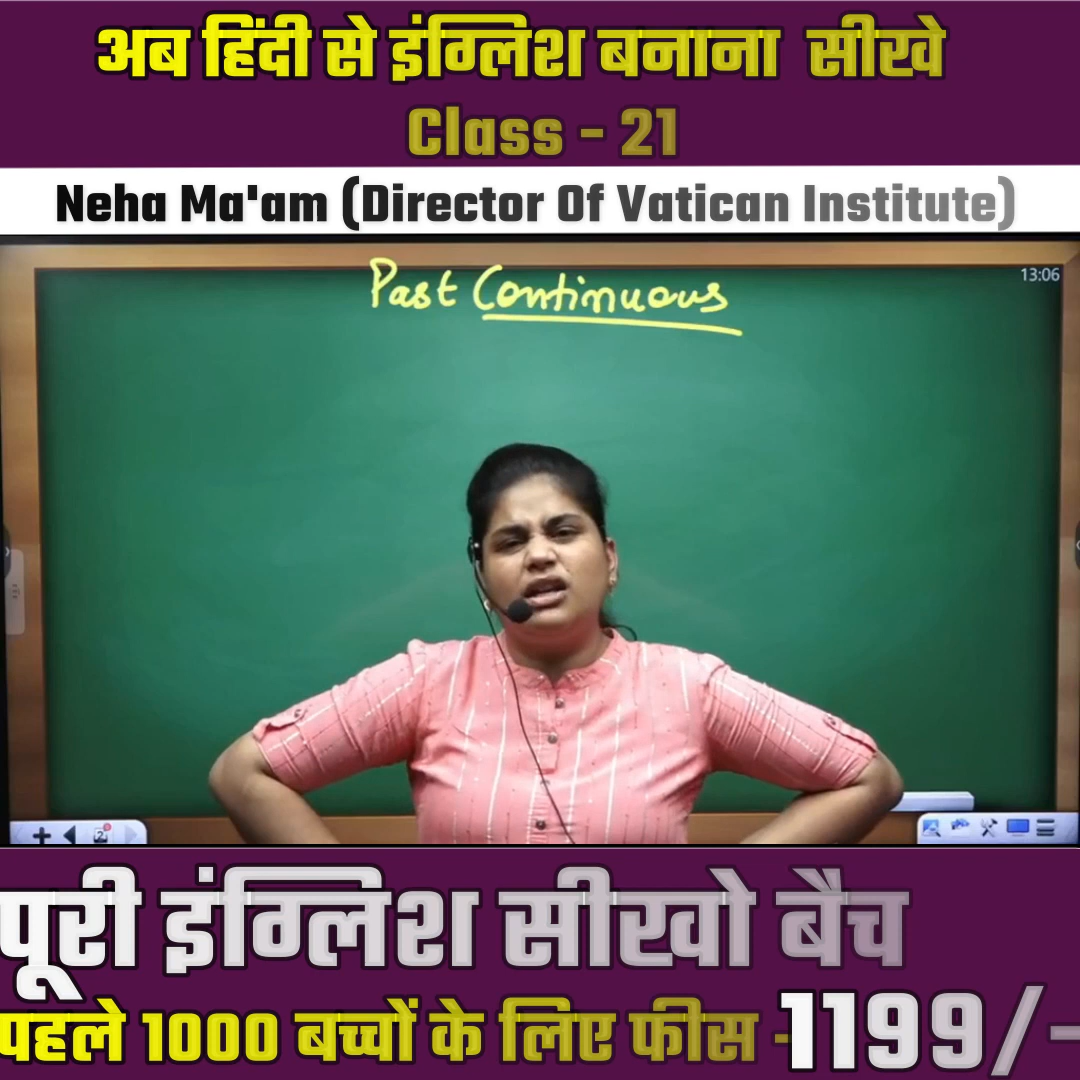 अब हिंदी से इंग्लिश बनाना सीखे
Class - 21
Neha Ma'am (Director Of Vatican Institute)
Past Continuous
13:06
2
पूरी इंग्लिश सीखो बैच
पहले 1000 बच्चों के लिए फीस -1199/-